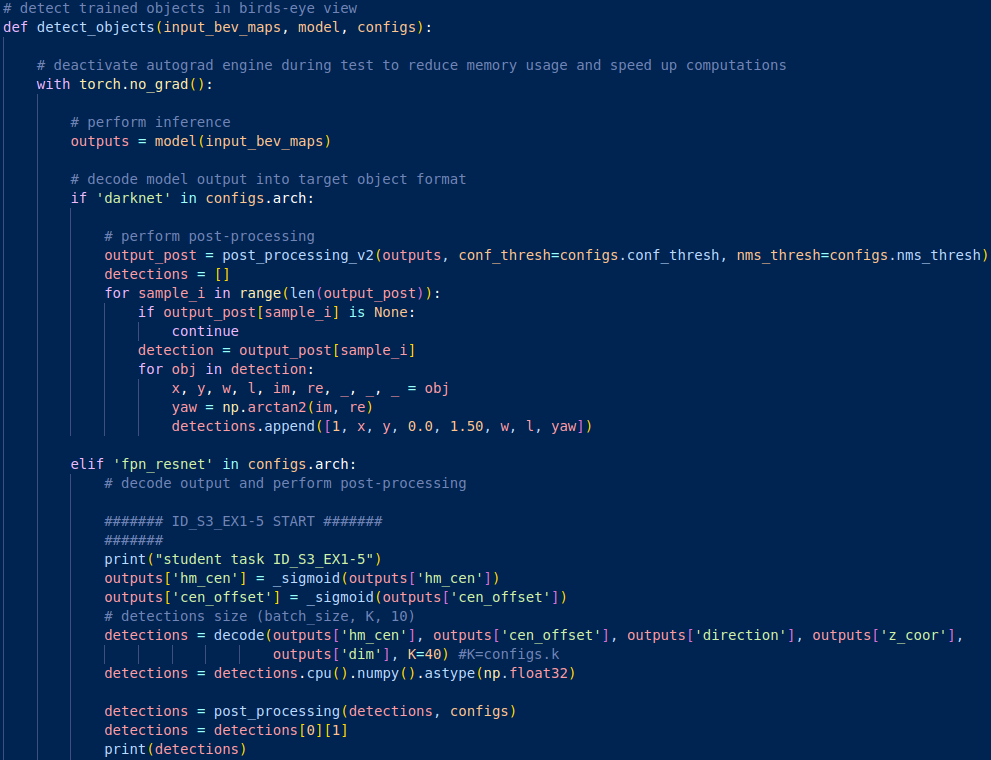 # detect trained objects in birds-eye view
def detect_objects(input_bev_maps, model, configs):
# deactivate autograd engine during test to reduce memory usage and speed up computations
with torch.no_grad():
# perform inference
outputs = model(input_bev_maps)
# decode model output into target object format
if 'darknet' in configs.arch:
# perform post-processing
output_post = post_processing_v2(outputs, conf_thresh=configs.conf_thresh, nms_thresh=configs.nms_thresh)
detections = []
for sample_i in range(len(output_post)):
if output_post[sample_i] is None:
continue
detection = output_post[sample_i]
for obj in detection:
x, y, w, l, im, re, _, _, _ = obj
yaw = np.arctan2(im, re)
detections.append([1, x, y, 0.0, 1.50, w, l, yaw])
elif 'fpn_resnet' in configs.arch:
# decode output and perform post-processing
####### ID_S3_EX1-5 START #######
#######
print("student task ID_S3_EX1-5")
outputs['hm_cen'] = _sigmoid(outputs['hm_cen'])
outputs['cen_offset'] = _sigmoid(outputs['cen_offset'])
# detections size (batch_size, K, 10)
detections = decode(outputs['hm_cen'], outputs['cen_offset'], outputs['direction'], outputs['z_coor'],
outputs['dim'], K=40) #K=configs.k
detections = detections.cpu().numpy().astype(np.float32)
detections = post_processing(detections, configs)
detections = detections[0][1]
print(detections)